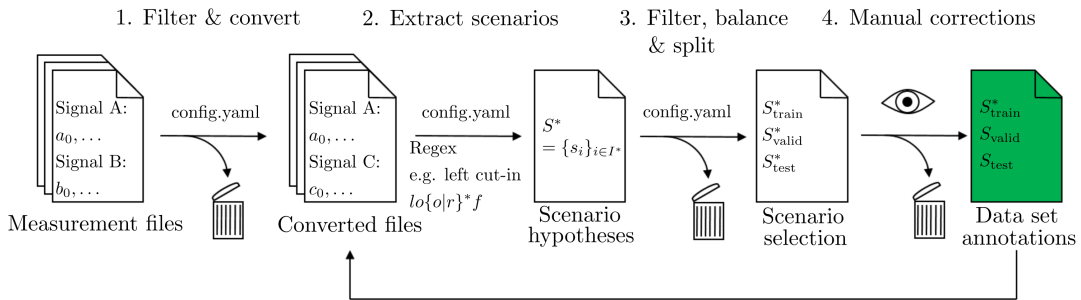 1. Filter & convert
2. Extract scenarios
3. Filter, balance
& split
4. Manual corrections
Signal A:
a₀, . . .
Signal B:
b₀, . . .
Measurement files
config.yaml
Signal A:
a₀, . . .
Signal C:
c₀, . . .
Converted files
config.yaml
Regex
e.g. left cut-in
lo{o|r}*f
S*
= {sᵢ}ᵢ∈I*
Scenario
hypotheses
config.yaml
S*train
S*valid
S*test
Scenario
selection
S*train
Svalid
Stest
Data set
annotations